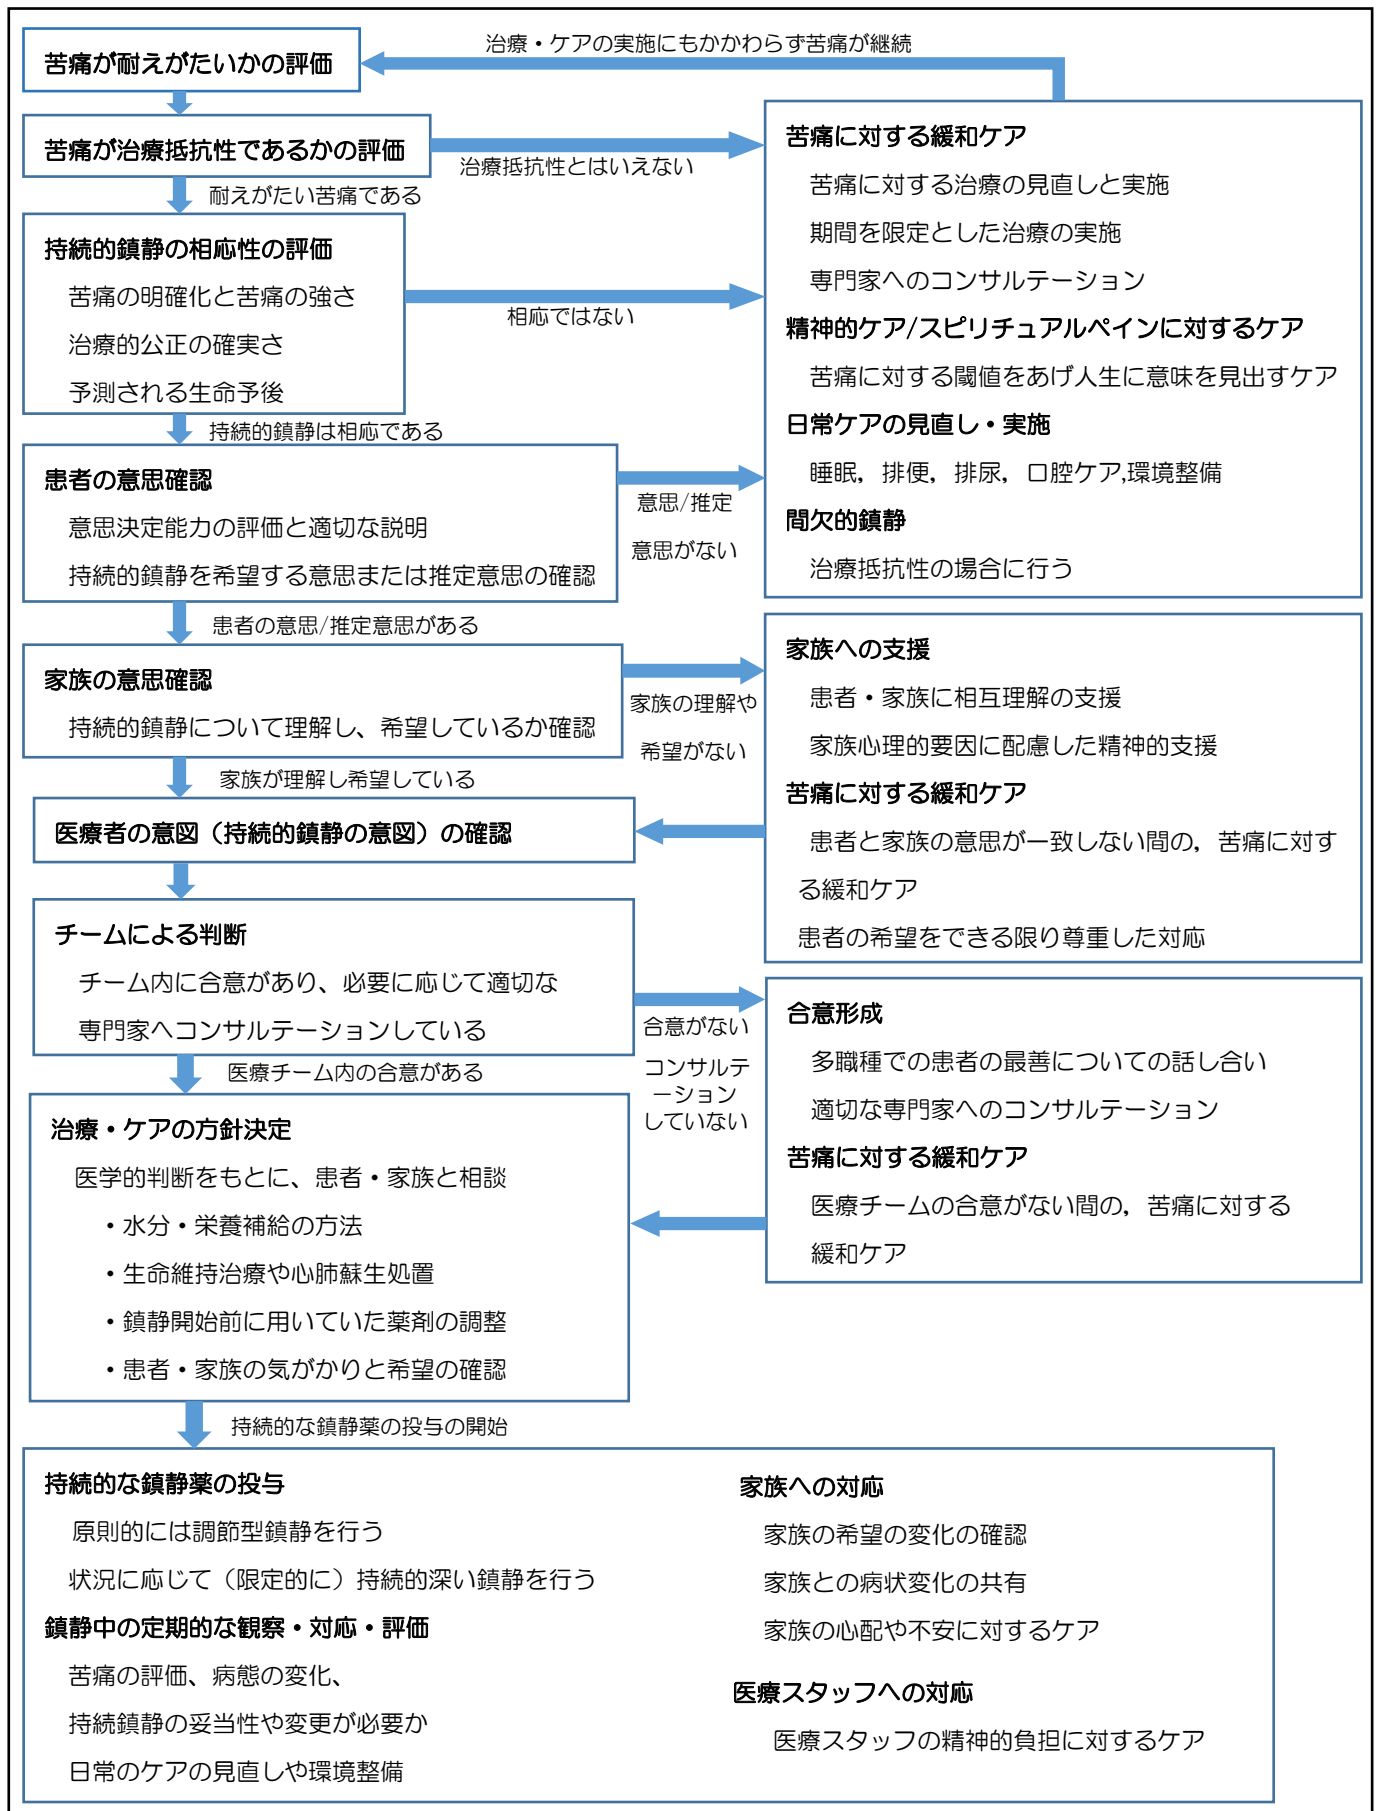 治療・ケアの実施にもかかわらず苦痛が継続
苦痛が耐えがたいかの評価
苦痛が治療抵抗性であるかの評価
治療抵抗性とはいえない
耐えがたい苦痛である
持続的鎮静の相応性の評価
苦痛の明確化と苦痛の強さ
治療的公正の確実さ
予測される生命予後
相応ではない
持続的鎮静は相応である
患者の意思確認
意思決定能力の評価と適切な説明
持続的鎮静を希望する意思または推定意思の確認
意思/推定
意思がない
患者の意思/推定意思がある
苦痛に対する緩和ケア
苦痛に対する治療の見直しと実施
期間を限定とした治療の実施
専門家へのコンサルテーション
精神的ケア/スピリチュアルペインに対するケア
苦痛に対する閾値をあげ人生に意味を見出すケア
日常ケアの見直し・実施
睡眠，排便，排尿，口腔ケア,環境整備
間欠的鎮静
治療抵抗性の場合に行う
家族の意思確認
持続的鎮静について理解し、希望しているか確認
家族の理解や
希望がない
家族が理解し希望している
家族への支援
患者・家族に相互理解の支援
家族心理的要因に配慮した精神的支援
苦痛に対する緩和ケア
患者と家族の意思が一致しない間の，苦痛に対す
る緩和ケア
患者の希望をできる限り尊重した対応
医療者の意図（持続的鎮静の意図）の確認
チームによる判断
チーム内に合意があり、必要に応じて適切な
専門家へコンサルテーションしている
合意がない
コンサルテ
ーション
していない
医療チーム内の合意がある
合意形成
多職種での患者の最善についての話し合い
適切な専門家へのコンサルテーション
苦痛に対する緩和ケア
医療チームの合意がない間の，苦痛に対する
緩和ケア
治療・ケアの方針決定
医学的判断をもとに、患者・家族と相談
・水分・栄養補給の方法
・生命維持治療や心肺蘇生処置
・鎮静開始前に用いていた薬剤の調整
・患者・家族の気がかりと希望の確認
持続的な鎮静薬の投与の開始
持続的な鎮静薬の投与
原則的には調節型鎮静を行う
状況に応じて（限定的に）持続的深い鎮静を行う
鎮静中の定期的な観察・対応・評価
苦痛の評価、病態の変化、
持続鎮静の妥当性や変更が必要か
日常のケアの見直しや環境整備
家族への対応
家族の希望の変化の確認
家族との病状変化の共有
家族の心配や不安に対するケア
医療スタッフへの対応
医療スタッフの精神的負担に対するケア